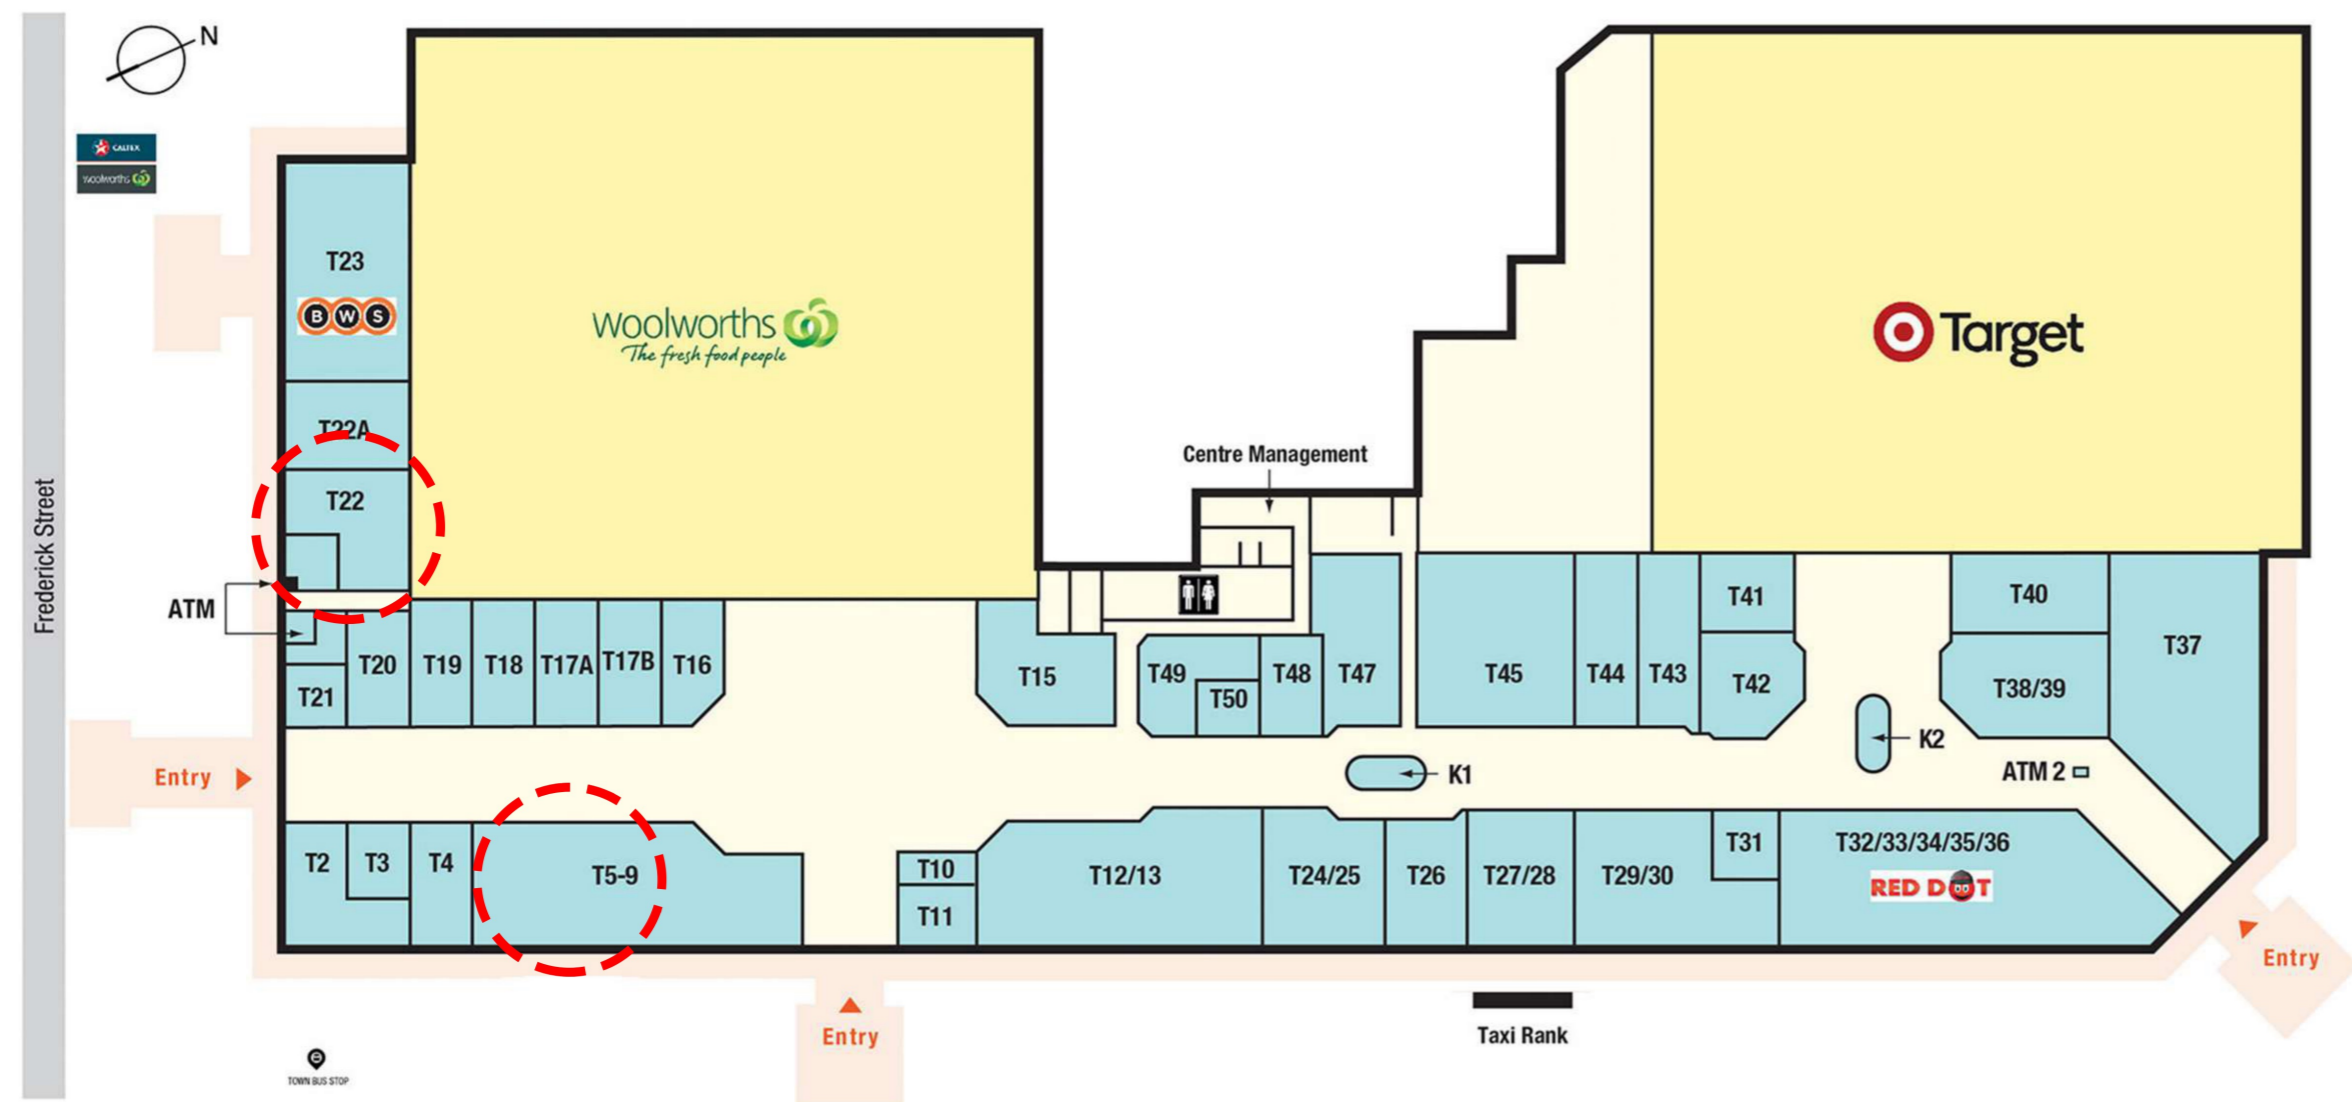 N
CALTEX
woolworths
Frederick Street
T23
BWS
T22A
T22
ATM
woolworths
The fresh food people
Target
Centre Management
T21
T20
T19
T18
T17A
T17B
T16
T15
T49
T50
T48
T47
T45
T44
T43
T41
T42
T40
T38/39
T37
Entry
K1
K2
ATM 2
T2
T3
T4
T5-9
T10
T11
T12/13
T24/25
T26
T27/28
T29/30
T31
T32/33/34/35/36
RED DOT
Entry
Entry
Taxi Rank
TOWN BUS STOP